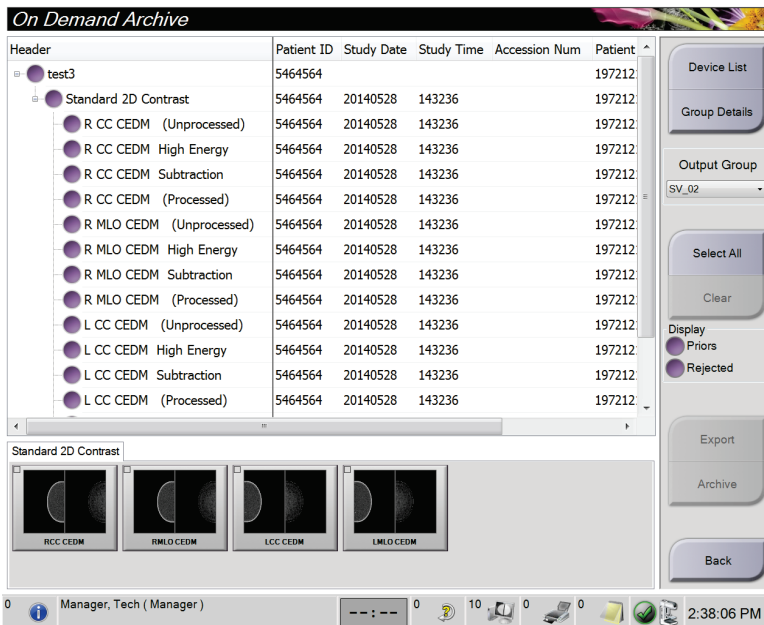 On Demand Archive
Header Patient ID Study Date Study Time Accession Num Patient
test3 5464564 197212
Standard 2D Contrast 5464564 20140528 143236 197212
R CC CEDM (Unprocessed) 5464564 20140528 143236 197212
R CC CEDM High Energy 5464564 20140528 143236 197212
R CC CEDM Subtraction 5464564 20140528 143236 197212
R CC CEDM (Processed) 5464564 20140528 143236 197212
R MLO CEDM (Unprocessed) 5464564 20140528 143236 197212
R MLO CEDM High Energy 5464564 20140528 143236 197212
R MLO CEDM Subtraction 5464564 20140528 143236 197212
R MLO CEDM (Processed) 5464564 20140528 143236 197212
L CC CEDM (Unprocessed) 5464564 20140528 143236 197212
L CC CEDM High Energy 5464564 20140528 143236 197212
L CC CEDM Subtraction 5464564 20140528 143236 197212
L CC CEDM (Processed) 5464564 20140528 143236 197212
Device List
Group Details
Output Group
SV_02
Select All
Clear
Display
Priors
Rejected
Export
Archive
Back
Standard 2D Contrast
RCC CEDM RMLO CEDM LCC CEDM LMLO CEDM
0 Manager, Tech ( Manager ) --:-- 0 10 0 0 2:38:06 PM